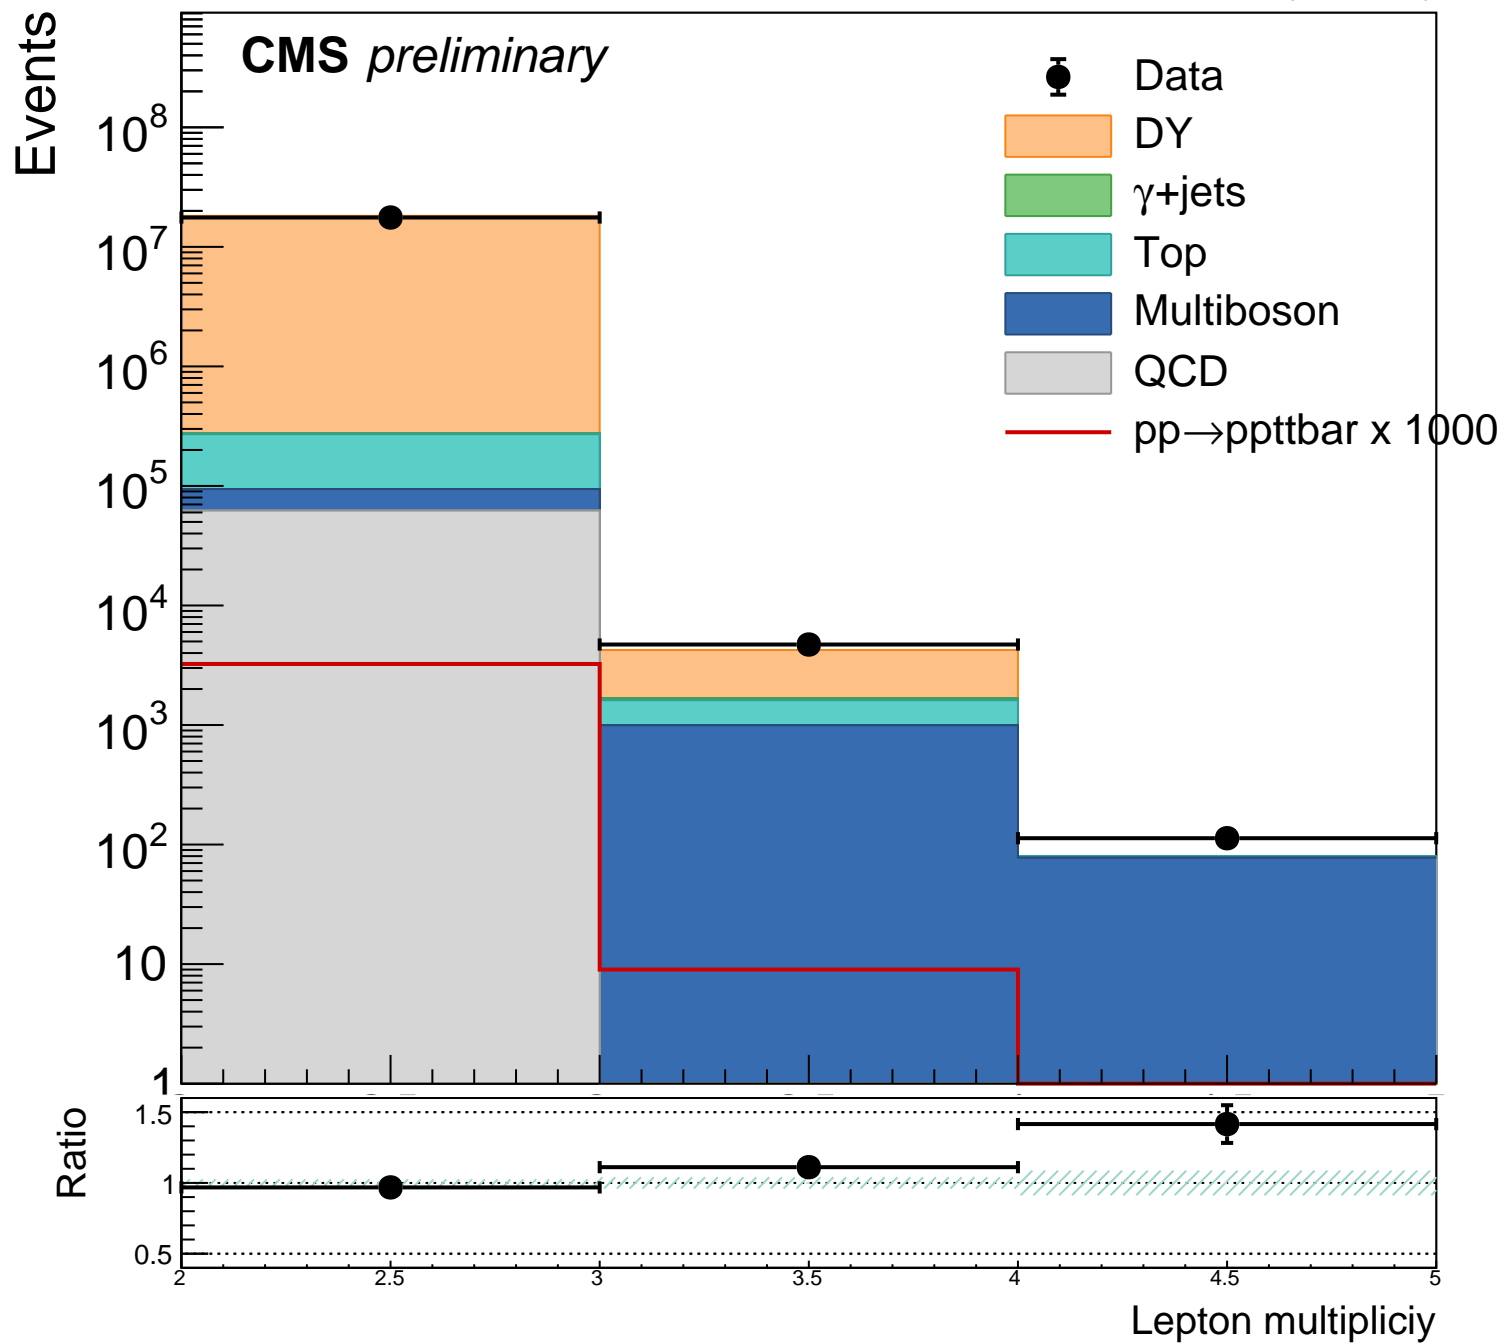 CMS preliminary
Events
Data
DY
γ+jets
Top
Multiboson
QCD
pp→ppttbar x 1000
10^8
10^7
10^6
10^5
10^4
10^3
10^2
10
1
Ratio
1.5
1
0.5
2 2.5 3 3.5 4 4.5 5
Lepton multipliciy